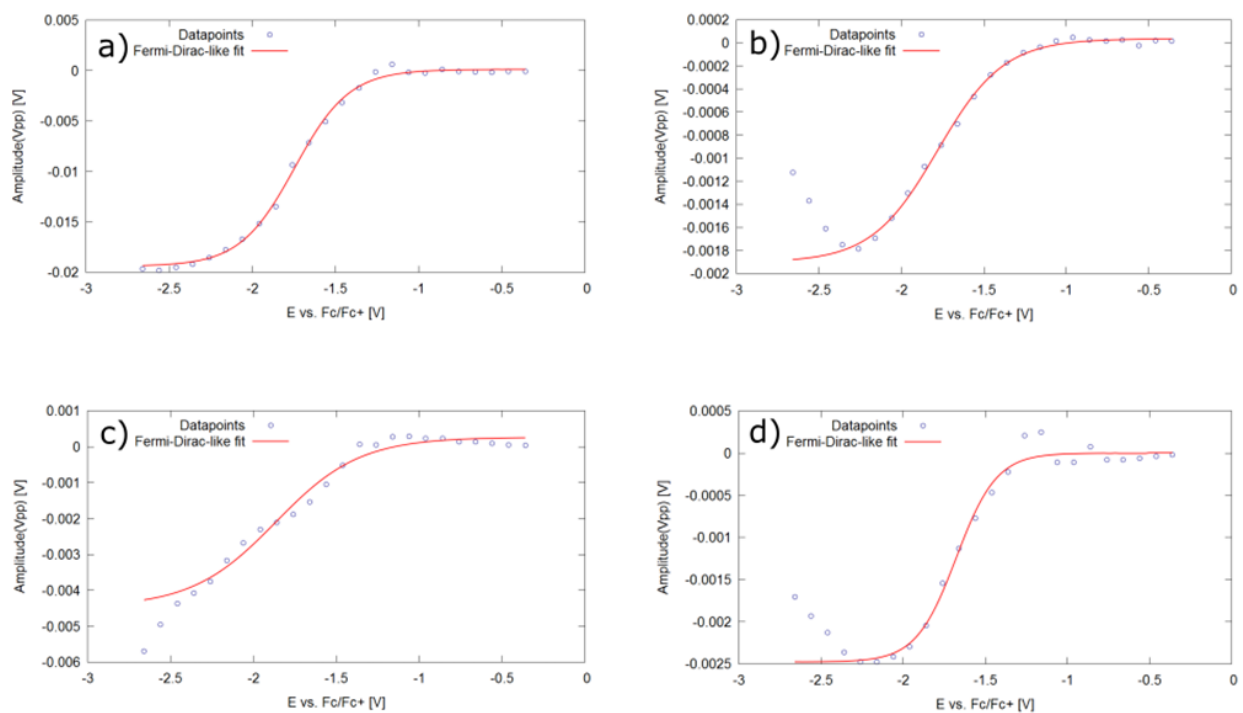 a)
Datapoints
Fermi-Dirac-like fit
0.005
0
-0.005
-0.01
-0.015
-0.02
Amplitude(Vpp) [V]
-3 -2.5 -2 -1.5 -1 -0.5 0
E vs. Fc/Fc+ [V]
b)
Datapoints
Fermi-Dirac-like fit
0.0002
0
-0.0002
-0.0004
-0.0006
-0.0008
-0.001
-0.0012
-0.0014
-0.0016
-0.0018
-0.002
Amplitude(Vpp) [V]
-3 -2.5 -2 -1.5 -1 -0.5 0
E vs. Fc/Fc+ [V]
c)
Datapoints
Fermi-Dirac-like fit
0.001
0
-0.001
-0.002
-0.003
-0.004
-0.005
-0.006
Amplitude(Vpp) [V]
-3 -2.5 -2 -1.5 -1 -0.5 0
E vs. Fc/Fc+ [V]
d)
Datapoints
Fermi-Dirac-like fit
0.0005
0
-0.0005
-0.001
-0.0015
-0.002
-0.0025
Amplitude(Vpp) [V]
-3 -2.5 -2 -1.5 -1 -0.5 0
E vs. Fc/Fc+ [V]